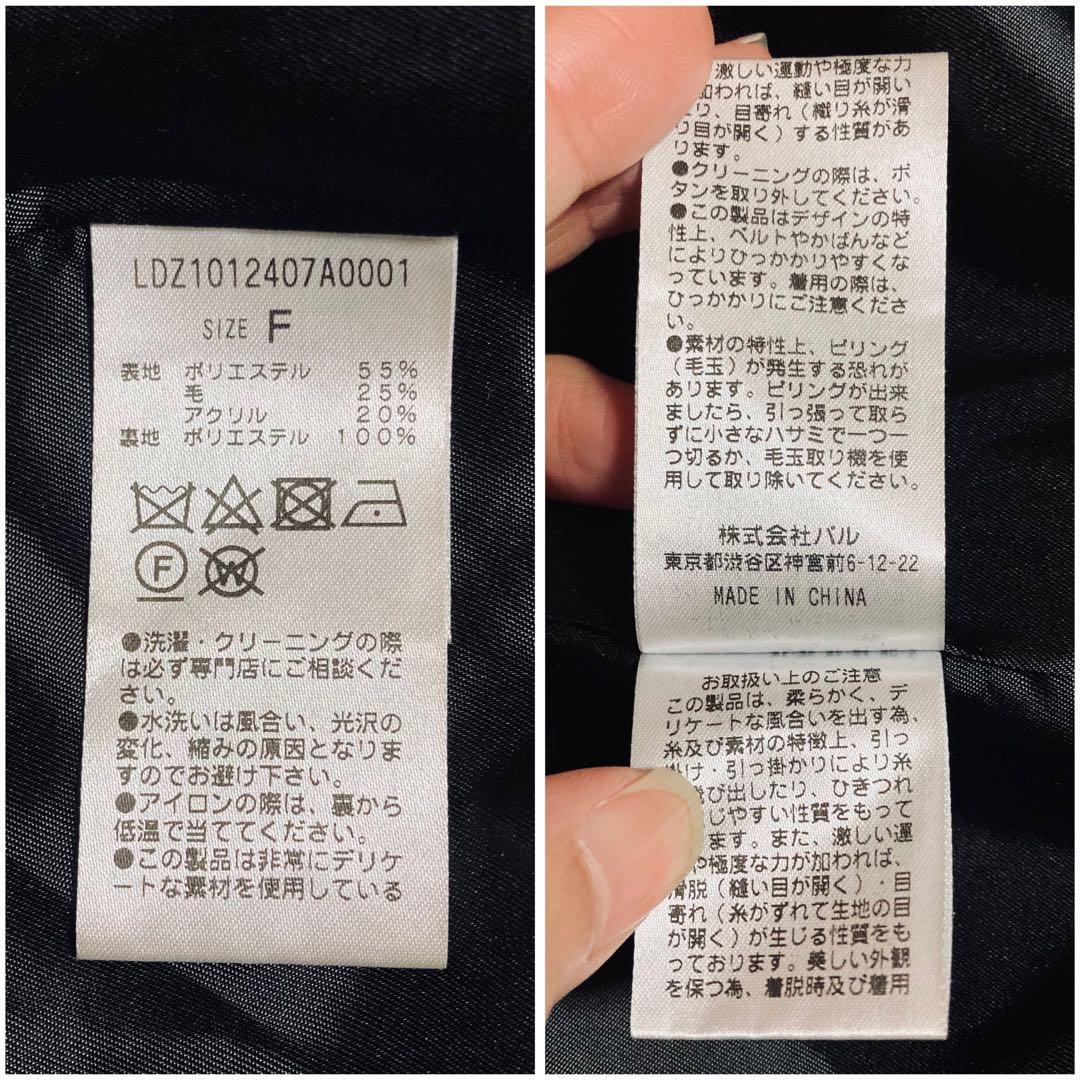 LDZ1012407A0001
SIZE F
表地 ポリエステル 55%
毛 25%
アクリル 20%
裏地 ポリエステル 100%
F W
●洗濯・クリーニングの際
は必ず専門店にご相談くだ
さい。
●水洗いは風合い、光沢の
変化、縮みの原因となりま
すのでお避け下さい。
●アイロンの際は、裏から
低温で当ててください。
●この製品は非常にデリケ
ートな素材を使用している
激しい運動や極度な力
加われば、縫い目が開い
り、目寄れ（織り糸が滑
り目が開く）する性質があ
ります。
●クリーニングの際は、ボ
タンを取り外してください。
●この製品はデザインの特
性上、ベルトやかばんなど
によりひっかかりやすくな
っています。着用の際は、
ひっかかりにご注意くださ
い。
●素材の特性上、ピリング
（毛玉）が発生する恐れが
あります。ピリングが出来
ましたら、引っ張って取ら
ずに小さなハサミで一つ一
つ切るか、毛玉取り機を使
用して取り除いてください。
株式会社パル
東京都渋谷区神宮前6-12-22
MADE IN CHINA
お取扱い上のご注意
この製品は、柔らかく、デ
リケートな風合いを出す為、
糸及び素材の特徴上、引っ
掛け・引っ掛かりにより糸
び出したり、ひきつれ
じやすい性質をもって
ます。また、激しい運
や極度な力が加われば、
滑脱（縫い目が開く）・目
寄れ（糸がずれて生地の目
が開く）が生じる性質をも
っております。美しい外観
を保つ為、着脱時及び着用